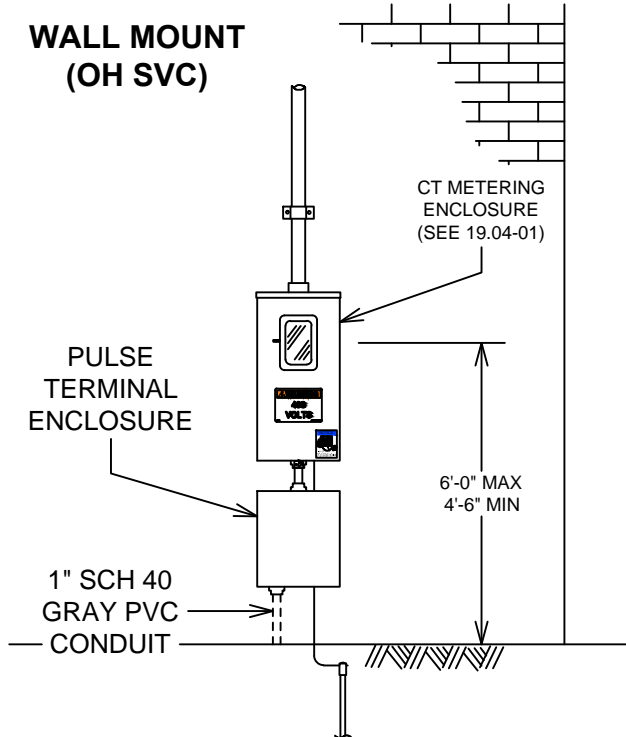 WALL MOUNT
(OH SVC)
CT METERING
ENCLOSURE
(SEE 19.04-01)
PULSE
TERMINAL
ENCLOSURE
VOLTS
6'-0" MAX
4'-6" MIN
1" SCH 40
GRAY PVC
CONDUIT